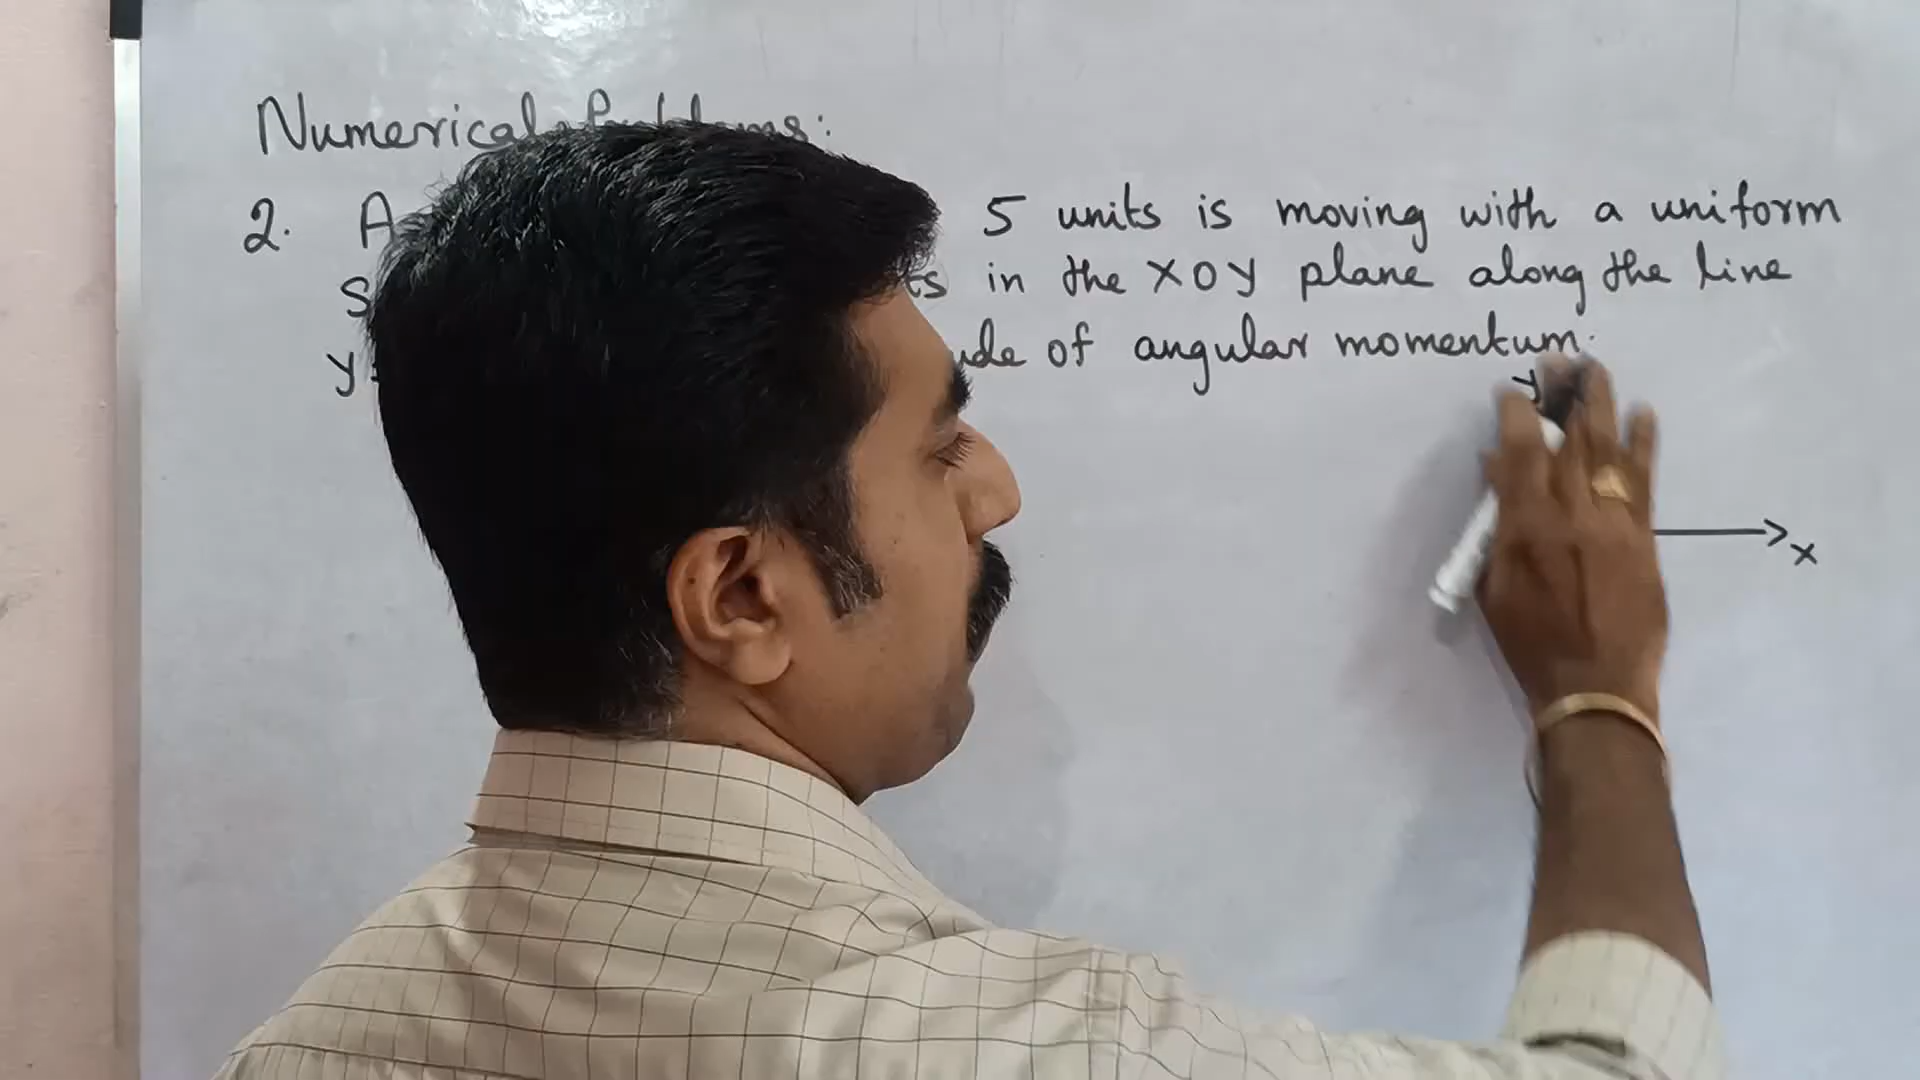 Numerical Problems:
2. A 5 units is moving with a uniform
in the XOY plane along the line
of angular momentum.
y
x